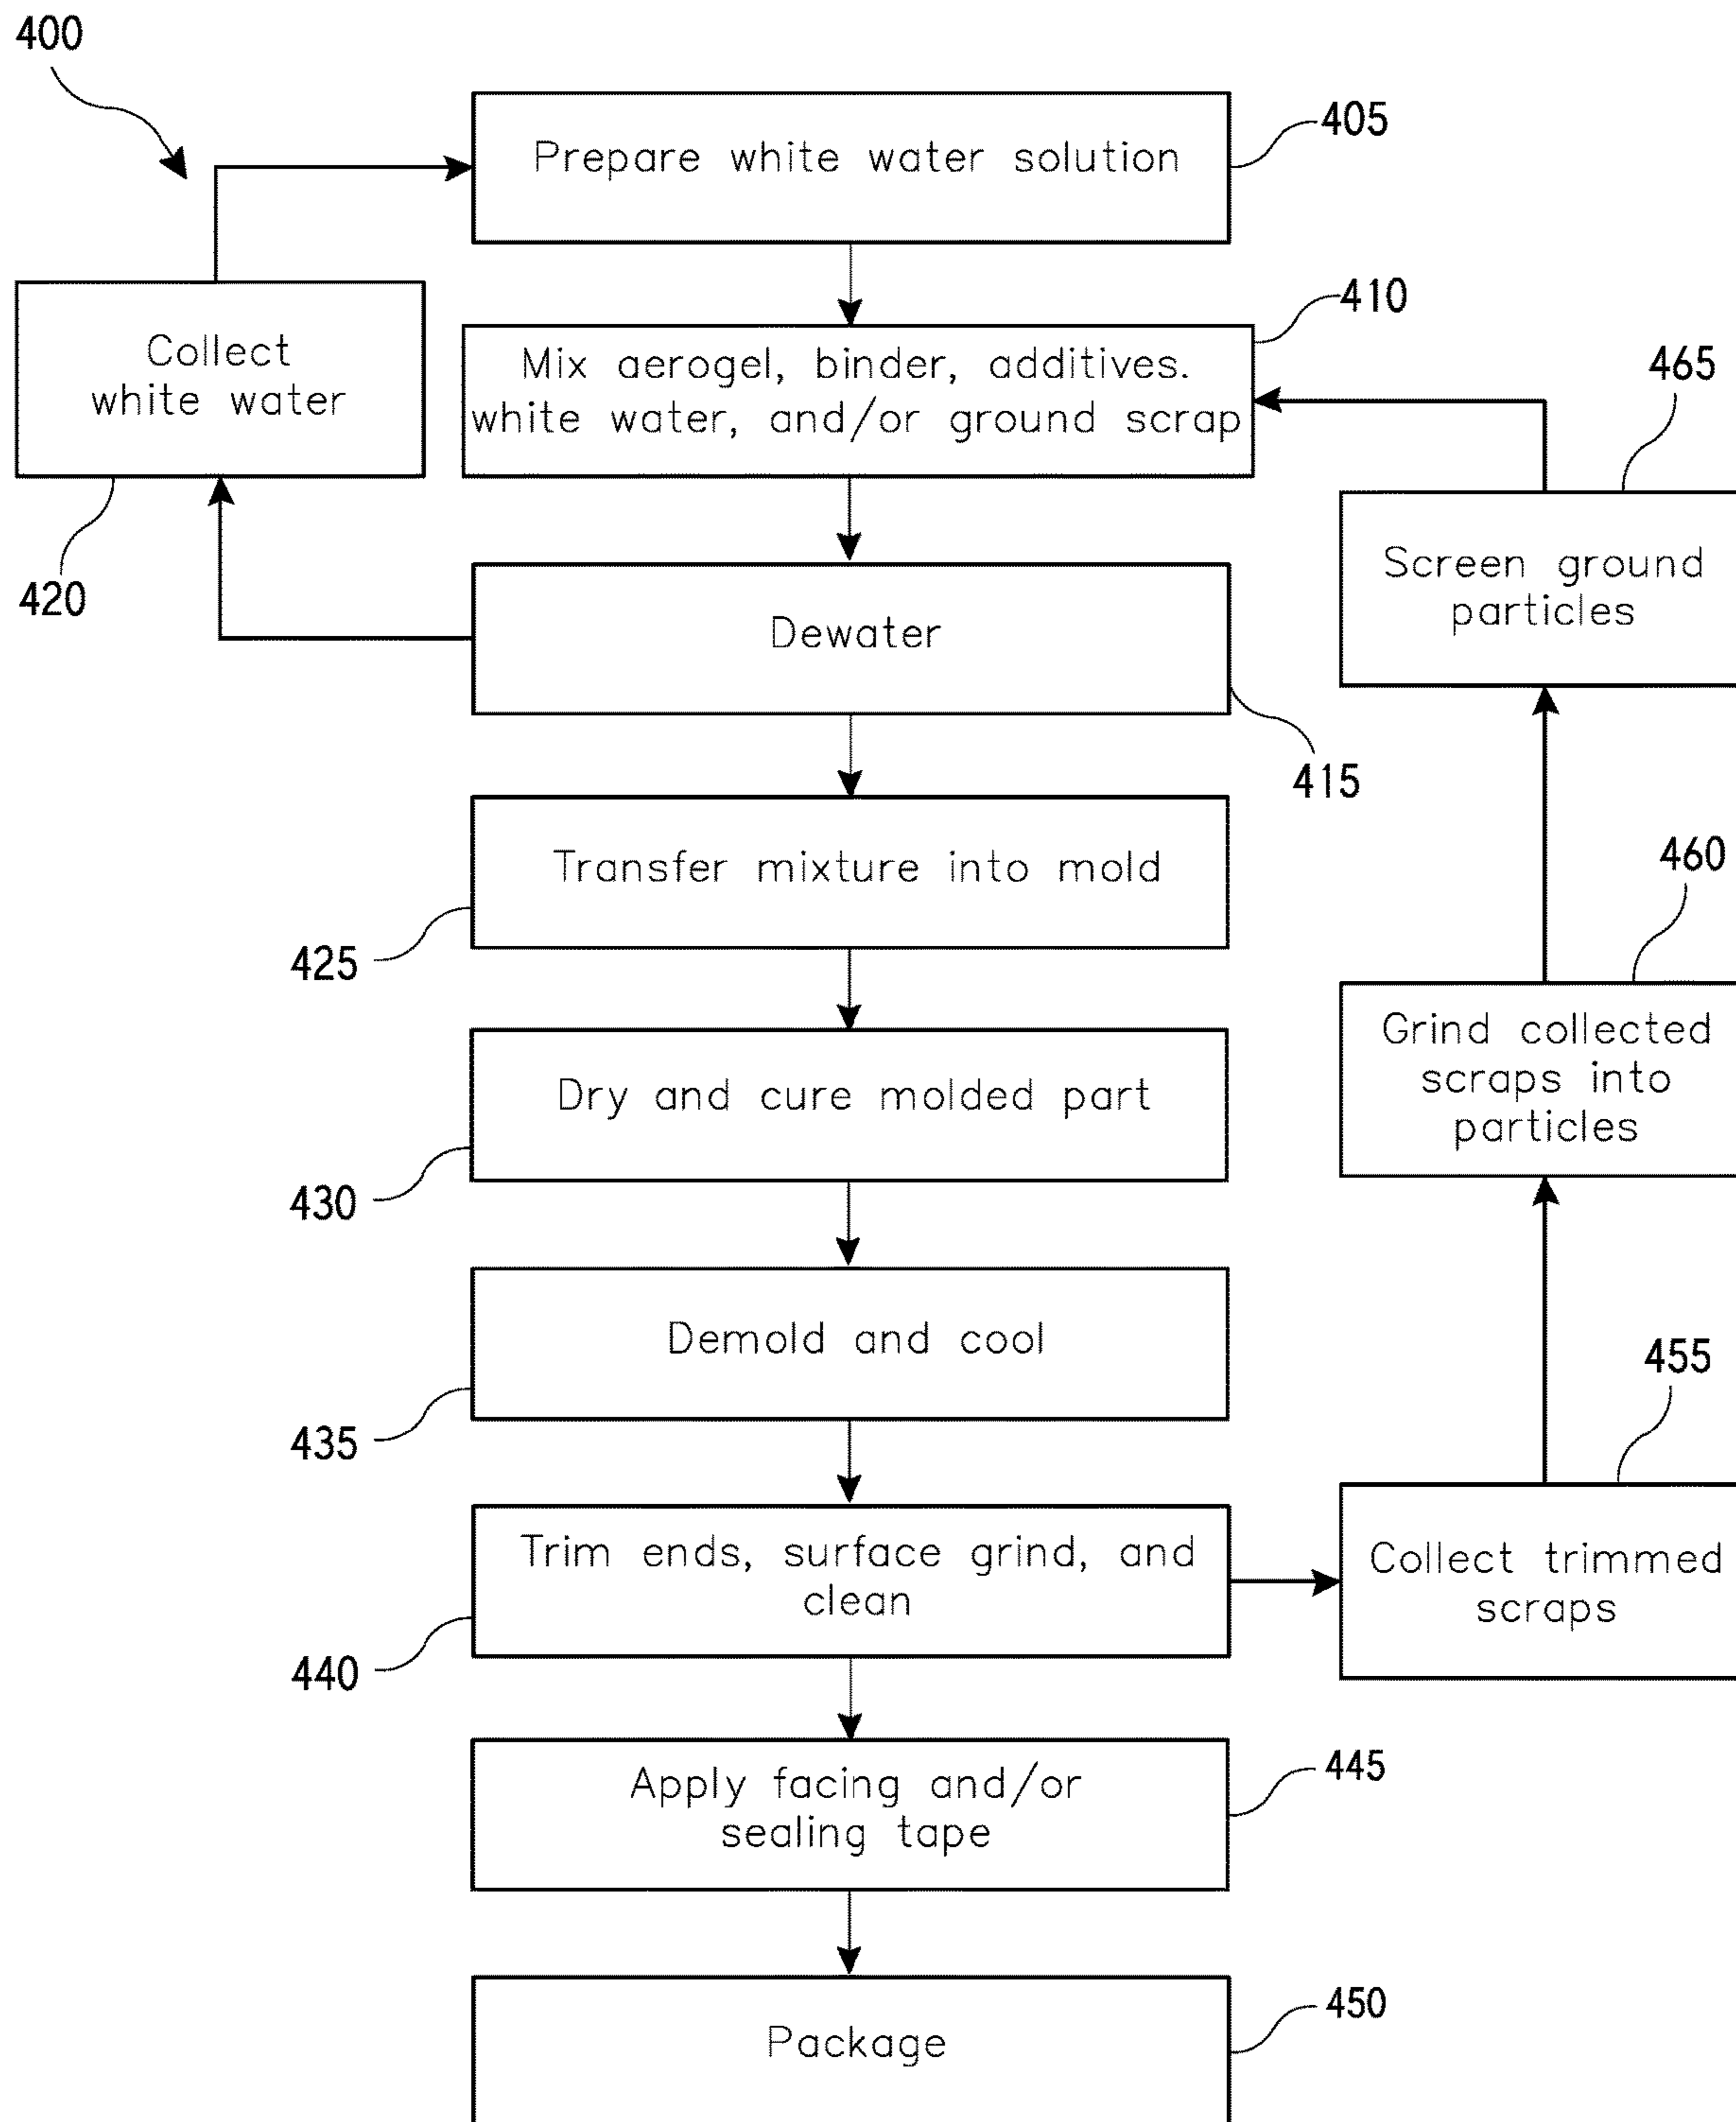 400
Prepare white water solution
405
Collect
white water
420
Mix aerogel, binder, additives.
white water, and/or ground scrap
410
Dewater
415
Transfer mixture into mold
425
Dry and cure molded part
430
Demold and cool
435
Trim ends, surface grind, and
clean
440
Apply facing and/or
sealing tape
445
Package
450
Collect trimmed
scraps
455
Grind collected
scraps into
particles
460
Screen ground
particles
465